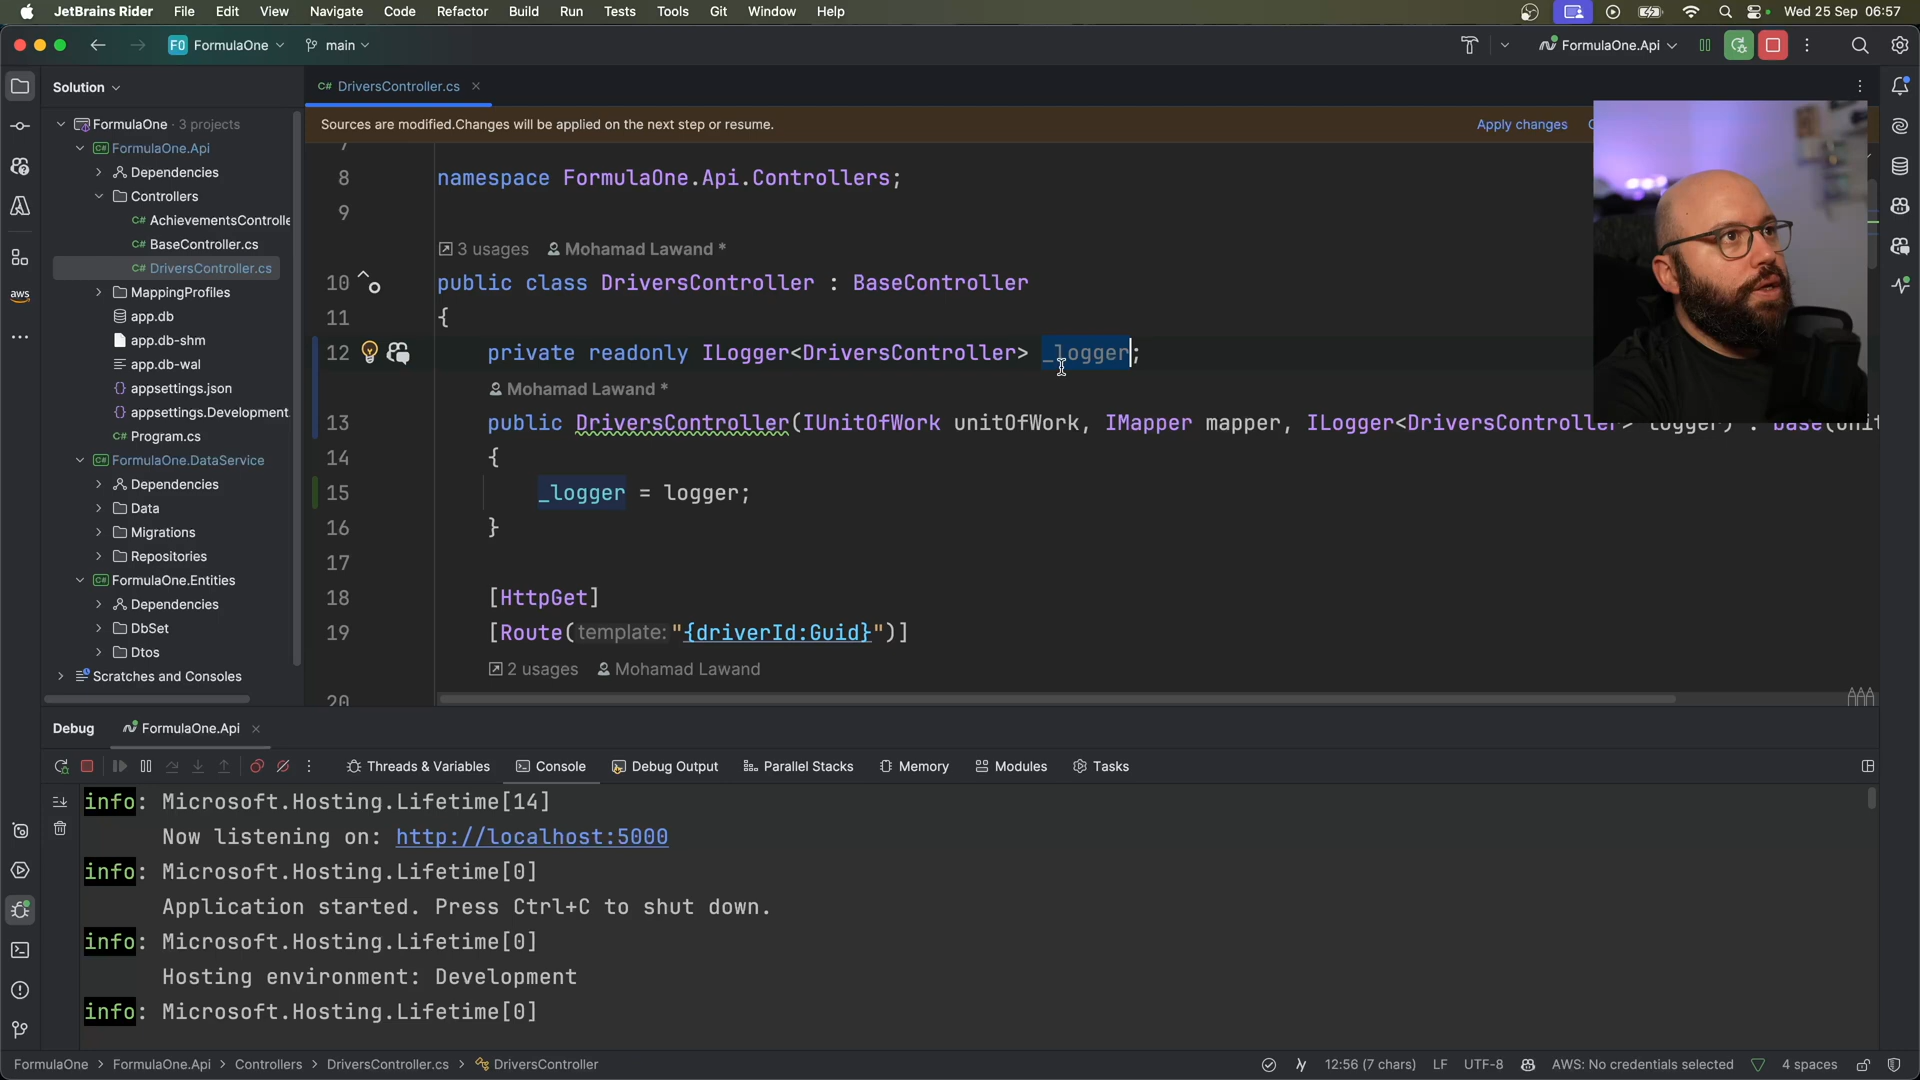 JetBrains Rider File Edit View Navigate Code Refactor Build Run Tests Tools Git Window Help Wed 25 Sep 06:57
FO FormulaOne main FormulaOne.Api
Solution
C# DriversController.cs
FormulaOne · 3 projects
C# FormulaOne.Api
Dependencies
Controllers
C# AchievementsControlle
C# BaseController.cs
C# DriversController.cs
MappingProfiles
app.db
app.db-shm
app.db-wal
appsettings.json
appsettings.Development
C# Program.cs
C# FormulaOne.DataService
Dependencies
Data
Migrations
Repositories
C# FormulaOne.Entities
Dependencies
DbSet
Dtos
Scratches and Consoles
aws
Sources are modified.Changes will be applied on the next step or resume. Apply changes
8 namespace FormulaOne.Api.Controllers;
9
3 usages Mohamad Lawand *
10 public class DriversController : BaseController
11 {
12 private readonly ILogger<DriversController> _logger;
Mohamad Lawand *
13 public DriversController(IUnitOfWork unitOfWork, IMapper mapper, ILogger<DriversController> logger) : base(unit
14 {
15 _logger = logger;
16 }
17
18 [HttpGet]
19 [Route(template: "{driverId:Guid}")]
2 usages Mohamad Lawand
20
Debug FormulaOne.Api
Threads & Variables Console Debug Output Parallel Stacks Memory Modules Tasks
info: Microsoft.Hosting.Lifetime[14]
Now listening on: http://localhost:5000
info: Microsoft.Hosting.Lifetime[0]
Application started. Press Ctrl+C to shut down.
info: Microsoft.Hosting.Lifetime[0]
Hosting environment: Development
info: Microsoft.Hosting.Lifetime[0]
FormulaOne > FormulaOne.Api > Controllers > DriversController.cs > DriversController 12:56 (7 chars) LF UTF-8 AWS: No credentials selected 4 spaces